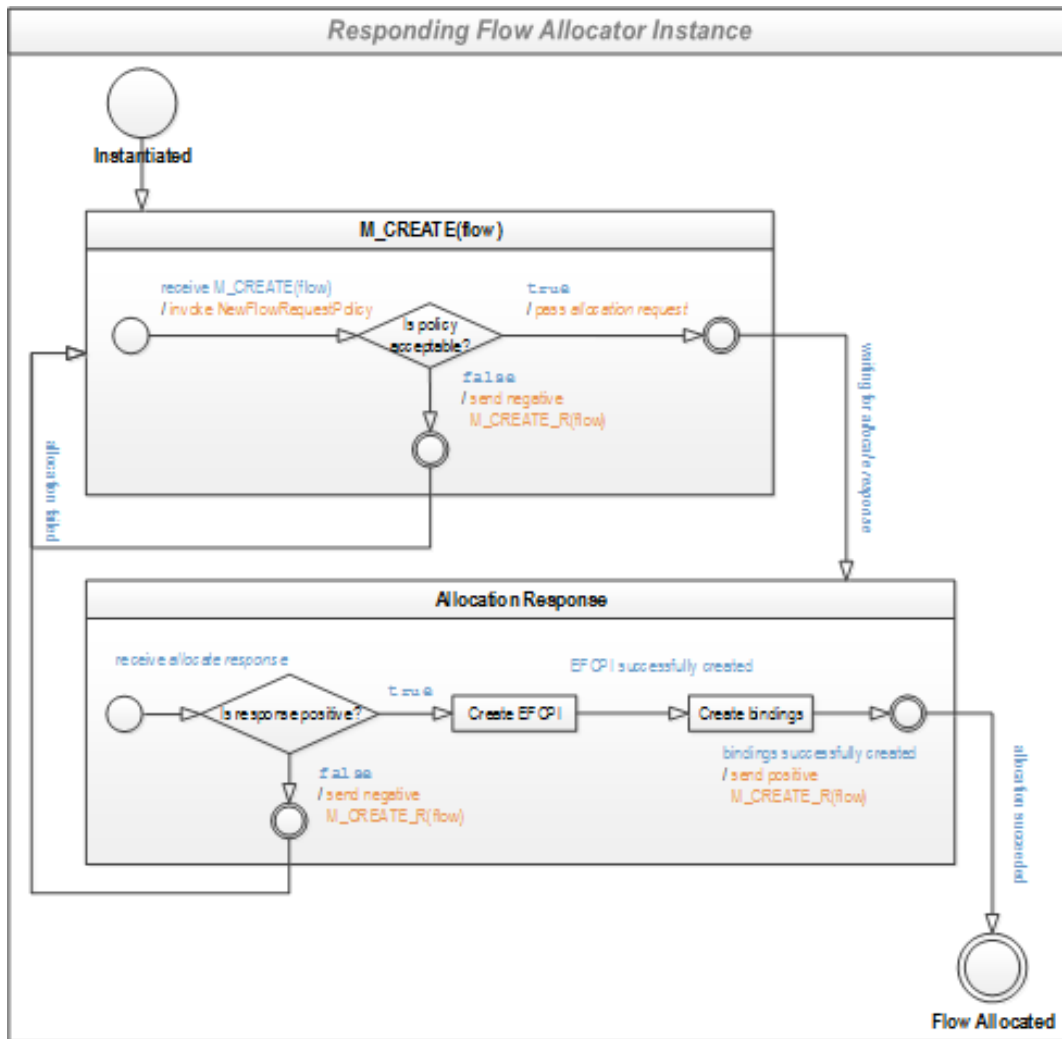 Responding Flow Allocator Instance
Instantiated
M_CREATE(flow)
receive M_CREATE(flow)
/ invoke NewFlowRequestPolicy
true
/ pass allocation request
Is policy
acceptable?
false
/ send negative
M_CREATE_R(flow)
waiting for allocate response
allocation failed
Allocation Response
receive allocate response
EFCPI successfully created
Is response positive?
true
Create EFCPI
Create bindings
bindings successfully created
/ send positive
M_CREATE_R(flow)
false
/ send negative
M_CREATE_R(flow)
allocation succeeded
Flow Allocated